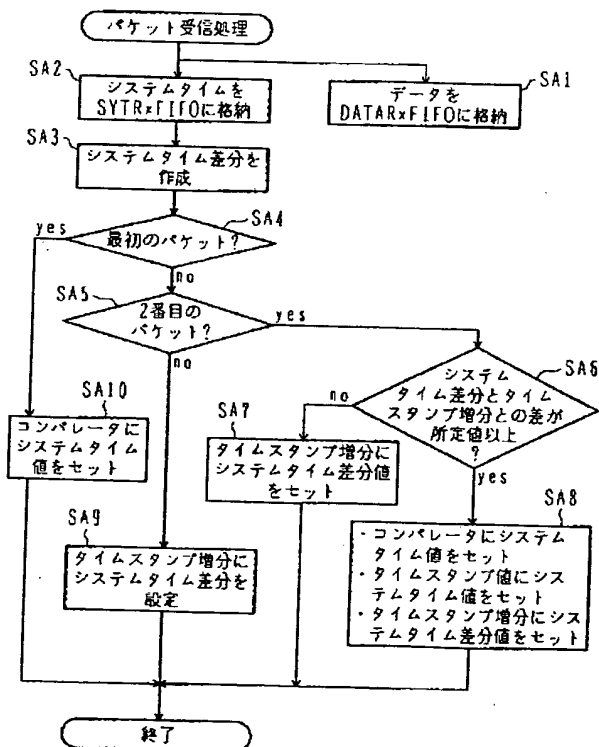 パケット受信処理
SA2
システムタイムを
SYTRxFIFOに格納
SA1
データを
DATARxFIFOに格納
SA3
システムタイム差分を
作成
SA4
最初のパケット?
yes
no
SA5
2番目の
パケット?
yes
no
SA6
システム
タイム差分とタイム
スタンプ増分との差が
所定値以上
?
no
yes
SA10
コンパレータに
システムタイム
値をセット
SA7
タイムスタンプ増分に
システムタイム差分値
をセット
SA8
・コンパレータにシステム
タイム値をセット
・タイムスタンプ値にシス
テムタイム値をセット
・タイムスタンプ増分にシス
テムタイム差分値をセット
SA9
タイムスタンプ増分に
システムタイム差分を
設定
終了